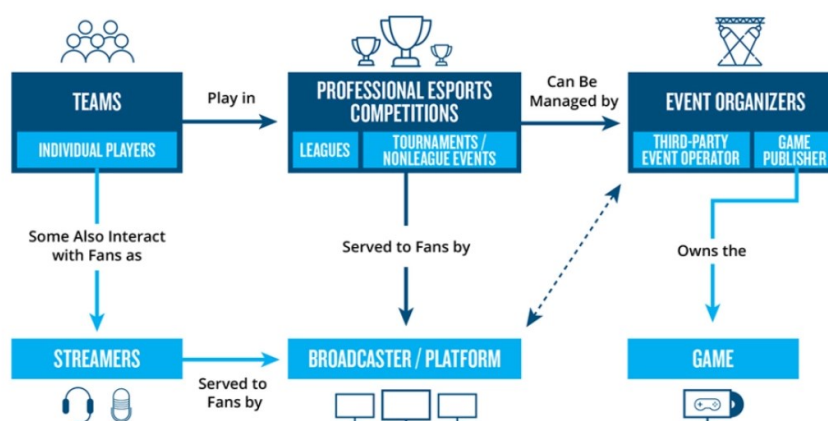 TEAMS
INDIVIDUAL PLAYERS
Play in
PROFESSIONAL ESPORTS
COMPETITIONS
LEAGUES
TOURNAMENTS /
NONLEAGUE EVENTS
Can Be
Managed by
EVENT ORGANIZERS
THIRD-PARTY
EVENT OPERATOR
GAME
PUBLISHER
Some Also Interact
with Fans as
Served to Fans by
Owns the
STREAMERS
Served to
Fans by
BROADCASTER / PLATFORM
GAME